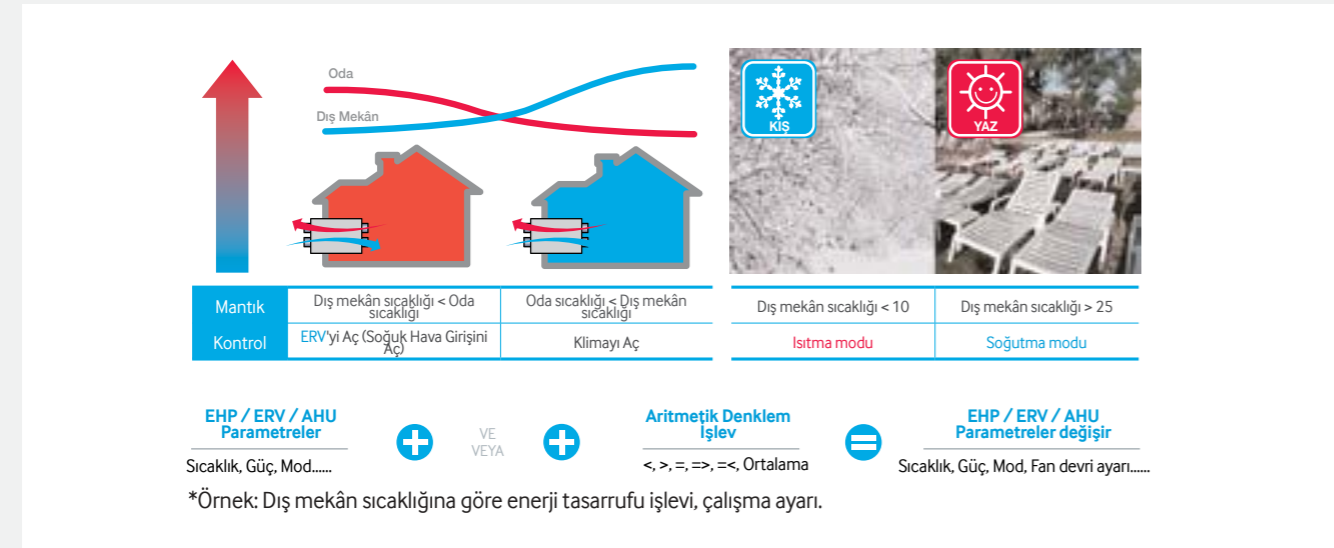 Oda
Dış Mekân
KIŞ
YAZ
Mantık
Dış mekân sıcaklığı < Oda
sıcaklığı
Oda sıcaklığı < Dış mekân
sıcaklığı
Dış mekân sıcaklığı < 10
Dış mekân sıcaklığı > 25
Kontrol
ERV'yi Aç (Soğuk Hava Girişini
Aç)
Klimayı Aç
Isıtma modu
Soğutma modu
EHP / ERV / AHU
Parametreler
Sıcaklık, Güç, Mod......
VE
VEYA
Aritmetik Denklem
İşlev
<, >, =, =>, =<, Ortalama
EHP / ERV / AHU
Parametreler değişir
Sıcaklık, Güç, Mod, Fan devri ayarı......
*Örnek: Dış mekân sıcaklığına göre enerji tasarrufu işlevi, çalışma ayarı.